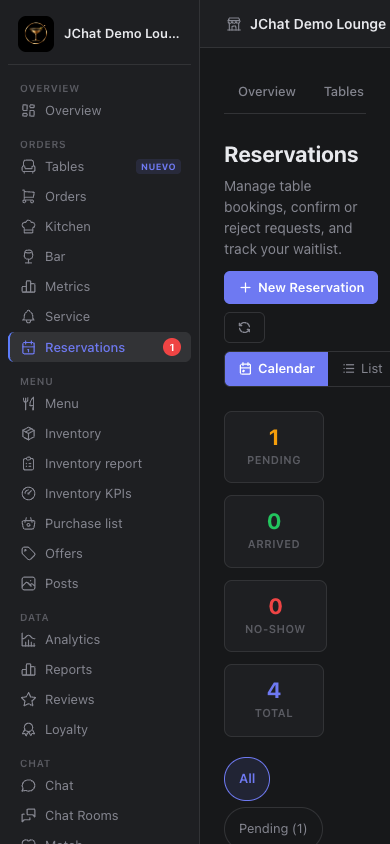 JChat Demo Lou...
OVERVIEW
Overview
ORDERS
Tables
NUEVO
Orders
Kitchen
Bar
Metrics
Service
Reservations
1
MENU
Menu
Inventory
Inventory report
Inventory KPIs
Purchase list
Offers
Posts
DATA
Analytics
Reports
Reviews
Loyalty
CHAT
Chat
Chat Rooms
JChat Demo Lounge
Overview
Tables
Reservations
Manage table
bookings, confirm or
reject requests, and
track your waitlist.
+ New Reservation
Calendar
List
1
PENDING
0
ARRIVED
0
NO-SHOW
4
TOTAL
All
Pending (1)